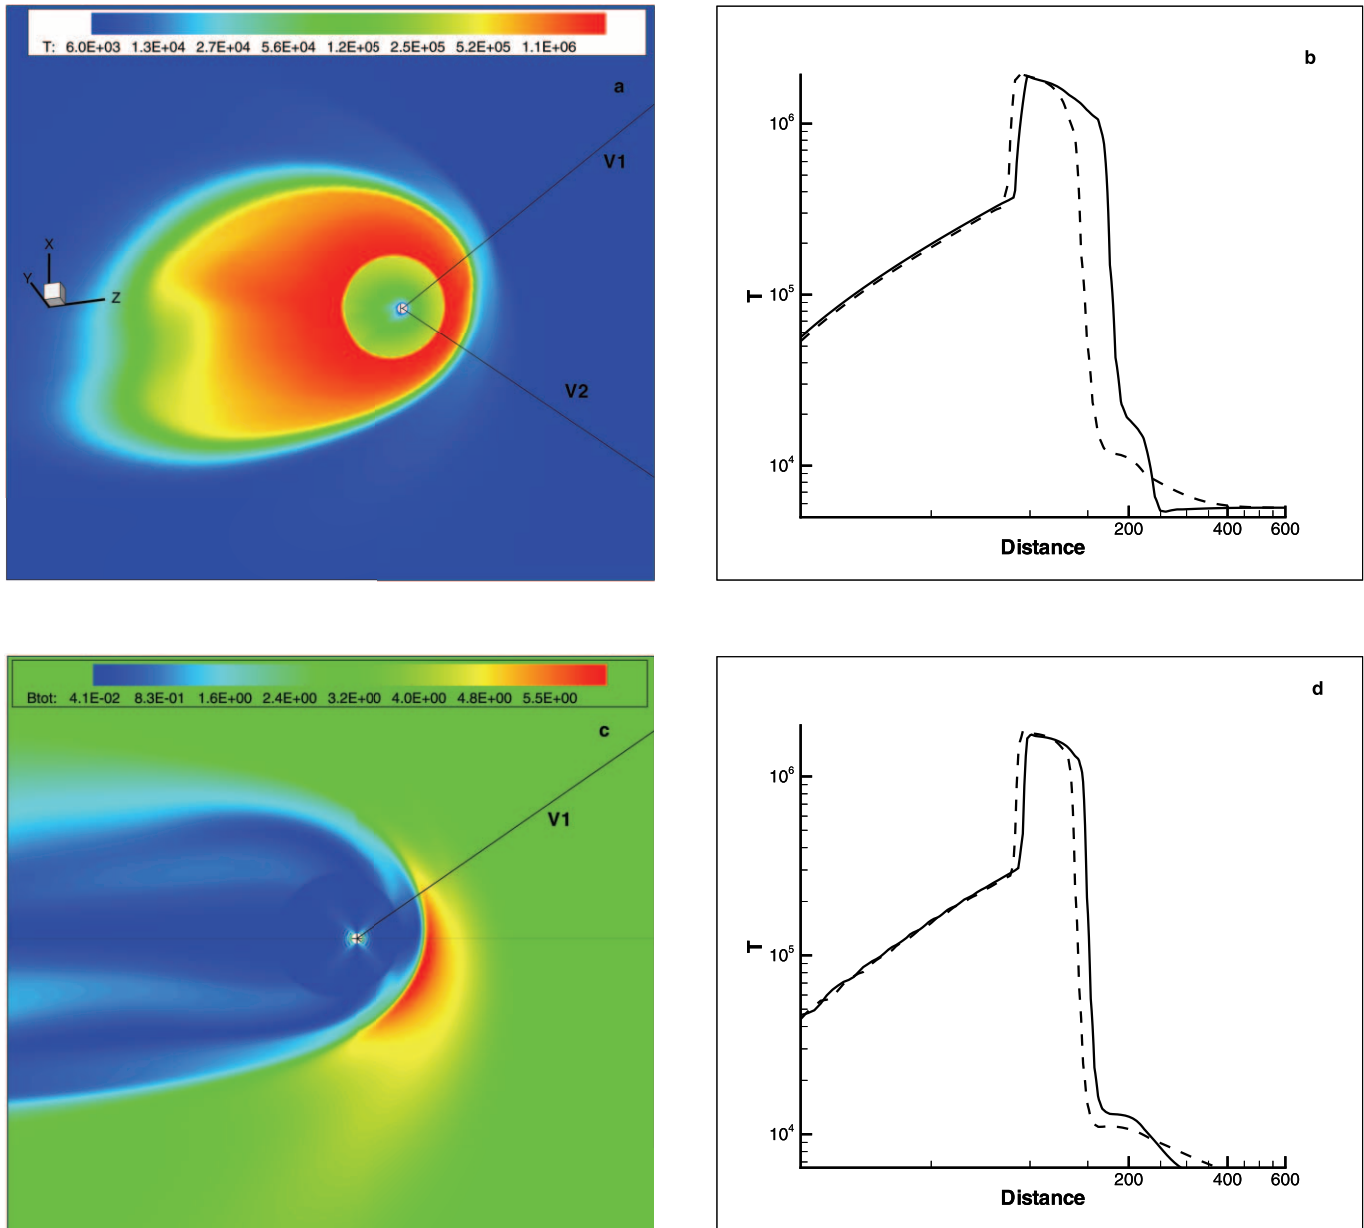 T: 6.0E+03 1.3E+04 2.7E+04 5.6E+04 1.2E+05 2.5E+05 5.2E+05 1.1E+06
a
V1
X
Y
Z
V2
b
10⁶
10⁵
T
10⁴
200 400 600
Distance
Btot: 4.1E-02 8.3E-01 1.6E+00 2.4E+00 3.2E+00 4.0E+00 4.8E+00 5.5E+00
c
V1
d
10⁶
10⁵
T
10⁴
200 400 600
Distance